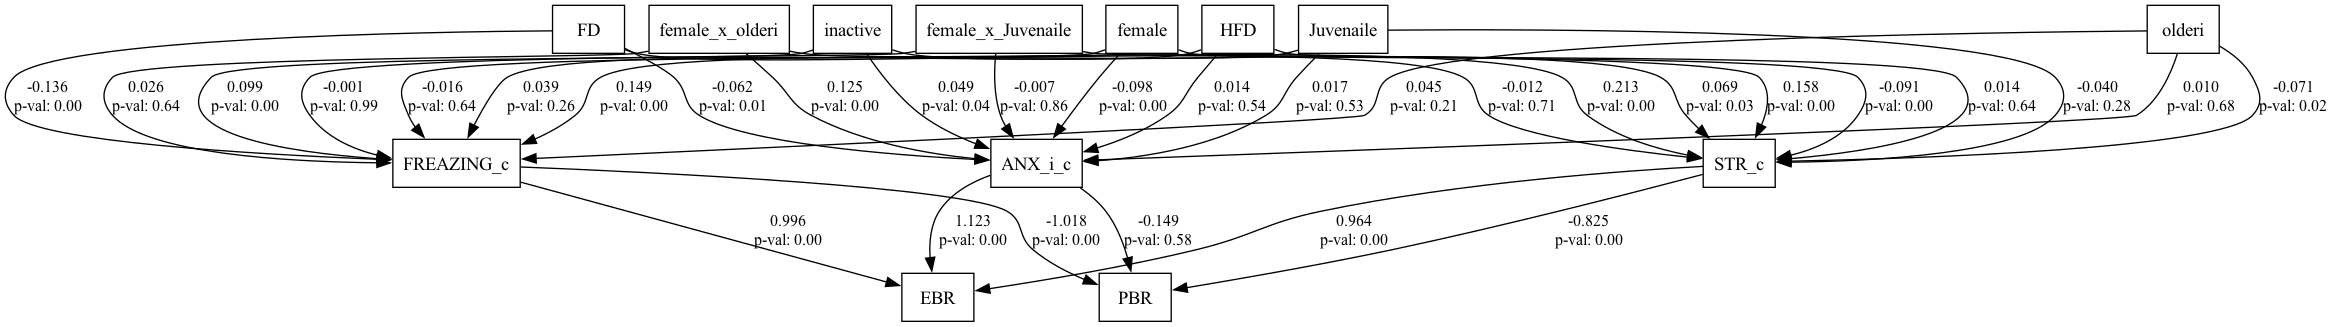 FD
female_x_olderi
inactive
female_x_Juvenaile
female
HFD
Juvenaile
olderi
-0.136
p-val: 0.00
0.026
p-val: 0.64
0.099
p-val: 0.00
-0.001
p-val: 0.99
-0.016
p-val: 0.64
0.039
p-val: 0.26
0.149
p-val: 0.00
-0.062
p-val: 0.01
0.125
p-val: 0.00
0.049
p-val: 0.04
-0.007
p-val: 0.86
-0.098
p-val: 0.00
0.014
p-val: 0.54
0.017
p-val: 0.53
0.045
p-val: 0.21
-0.012
p-val: 0.71
0.213
p-val: 0.00
0.069
p-val: 0.03
0.158
p-val: 0.00
-0.091
p-val: 0.00
0.014
p-val: 0.64
-0.040
p-val: 0.28
0.010
p-val: 0.68
-0.071
p-val: 0.02
FREAZING_c
ANX_i_c
STR_c
0.996
p-val: 0.00
1.123
p-val: 0.00
-1.018
p-val: 0.00
-0.149
p-val: 0.58
0.964
p-val: 0.00
-0.825
p-val: 0.00
EBR
PBR